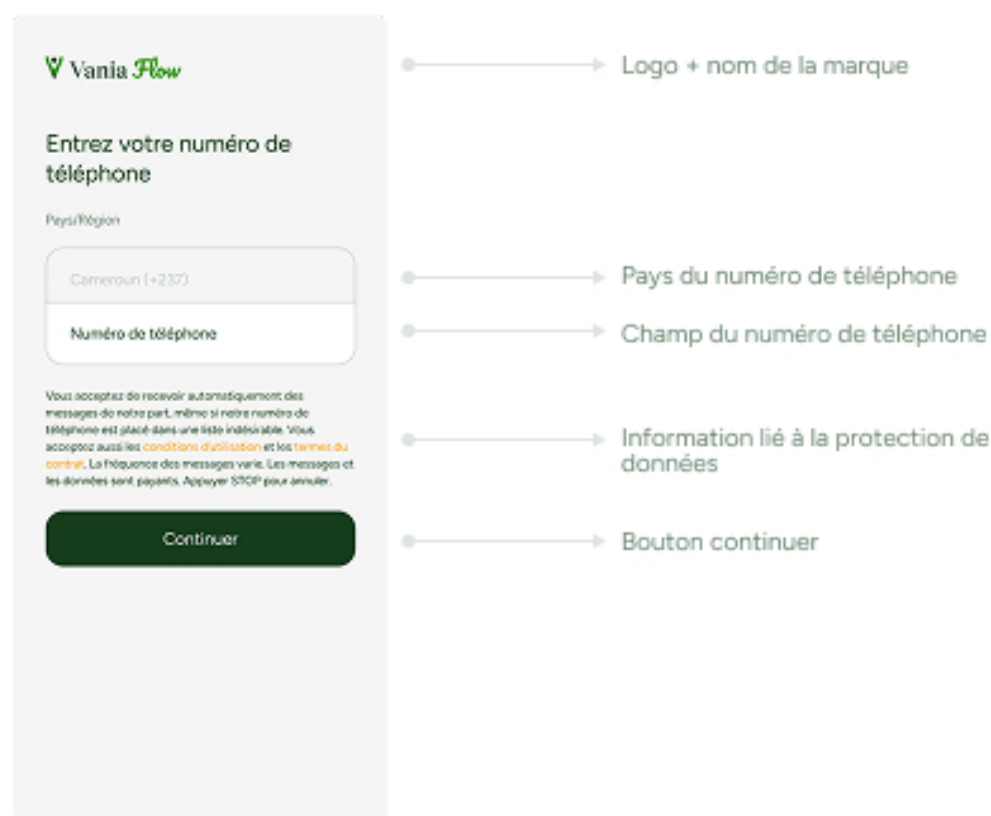 Vania Flow
Logo + nom de la marque
Entrez votre numéro de
téléphone
Pays/Région
Cameroun (+237)
Pays du numéro de téléphone
Numéro de téléphone
Champ du numéro de téléphone
Vous acceptez de recevoir automatiquement des
messages de notre part, même si notre numéro de
téléphone est placé dans une liste indésirable. Vous
acceptez aussi les conditions d'utilisation et les termes du
contrat. La fréquence des messages varie. Les messages et
les données sont payants. Appuyer STOP pour annuler.
Information lié à la protection de
données
Continuer
Bouton continuer